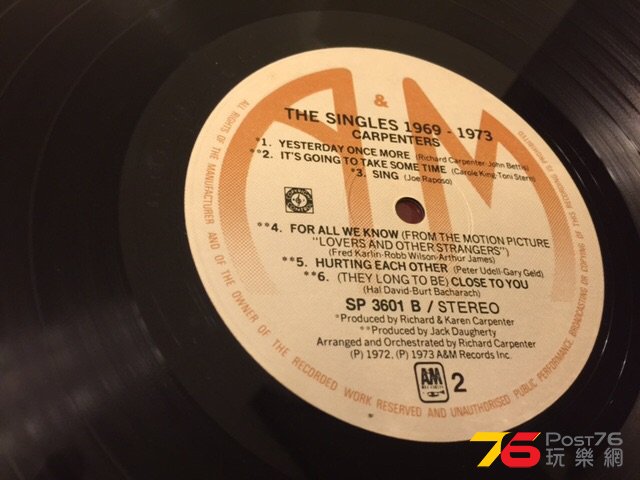 &
THE SINGLES 1969 - 1973
CARPENTERS
*1. YESTERDAY ONCE MORE (Richard Carpenter-John Bettis)
**2. IT'S GOING TO TAKE SOME TIME (Carole King-Toni Stern)
*3. SING (Joe Raposo)
**4. FOR ALL WE KNOW (FROM THE MOTION PICTURE
"LOVERS AND OTHER STRANGERS")
(Fred Karlin-Robb Wilson-Arthur James)
**5. HURTING EACH OTHER (Peter Udell-Gary Geld)
**6. (THEY LONG TO BE) CLOSE TO YOU
(Hal David-Burt Bacharach)
SP 3601 B / STEREO
*Produced by Richard & Karen Carpenter
**Produced by Jack Daugherty
Arranged and Orchestrated by Richard Carpenter
(P) 1972, (P) 1973 A&M Records Inc.
A&M
2
ALL RIGHTS OF THE MANUFACTURER AND OF THE OWNER OF THE RECORDED WORK RESERVED AND UNAUTHORISED PUBLIC PERFORMANCE BROADCASTING OR COPYING OF THIS RECORDING IS PROHIBITED
76 POST76
玩樂網